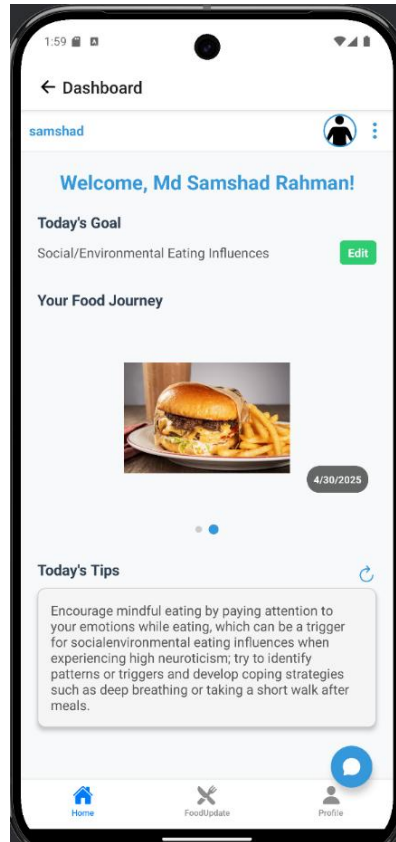 1:59
Dashboard
samshad
Welcome, Md Samshad Rahman!
Today's Goal
Social/Environmental Eating Influences
Edit
Your Food Journey
4/30/2025
Today's Tips
Encourage mindful eating by paying attention to
your emotions while eating, which can be a trigger
for socialenvironmental eating influences when
experiencing high neuroticism; try to identify
patterns or triggers and develop coping strategies
such as deep breathing or taking a short walk after
meals.
Home
FoodUpdate
Profile